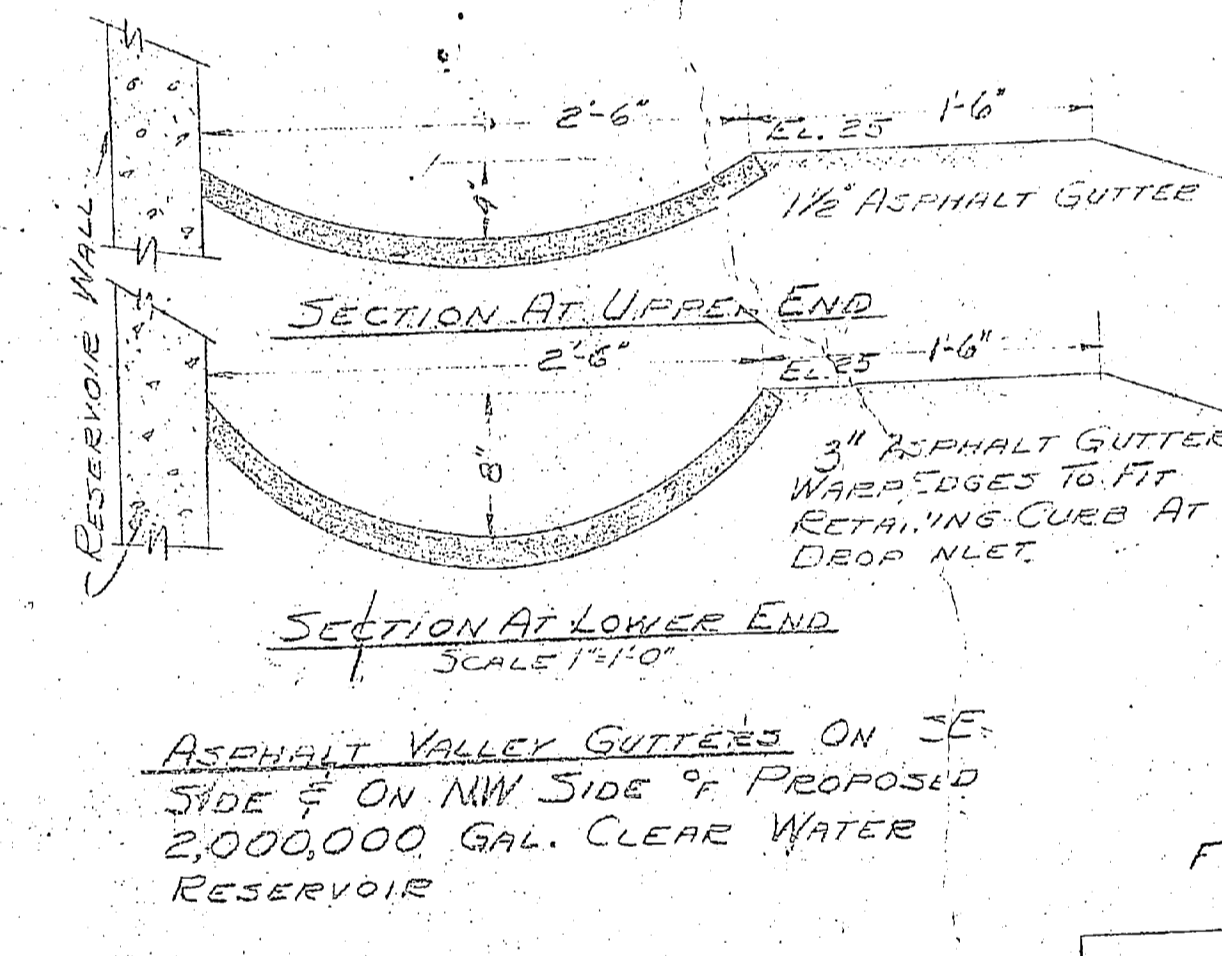 2'-6"
1'-6"
EL. 25
4"
1½" ASPHALT GUTTER
RESERVOIR WALL
SECTION AT UPPER END
2'-6"
1'-6"
EL. 25
8"
3" ASPHALT GUTTER
WARP EDGES TO FIT
RETAINING CURB AT
DROP INLET.
SECTION AT LOWER END
SCALE 1"=1'-0"
ASPHALT VALLEY GUTTERS ON SE.
SIDE & ON NW SIDE OF PROPOSED
2,000,000 GAL. CLEAR WATER
RESERVOIR
F